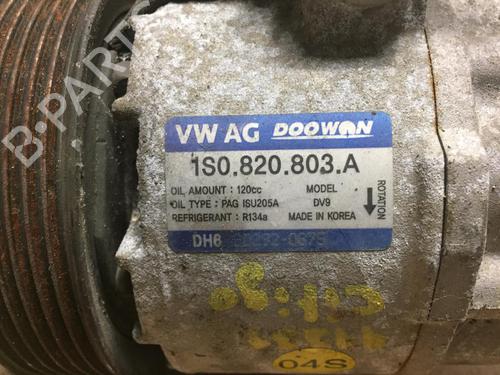 B-PARTS
VW AG DOOWON
1S0.820.803.A
OIL AMOUNT : 120cc MODEL
OIL TYPE : PAG ISU205A DV9
REFRIGERANT : R134a MADE IN KOREA
ROTATION
DH6
Citigo
04S